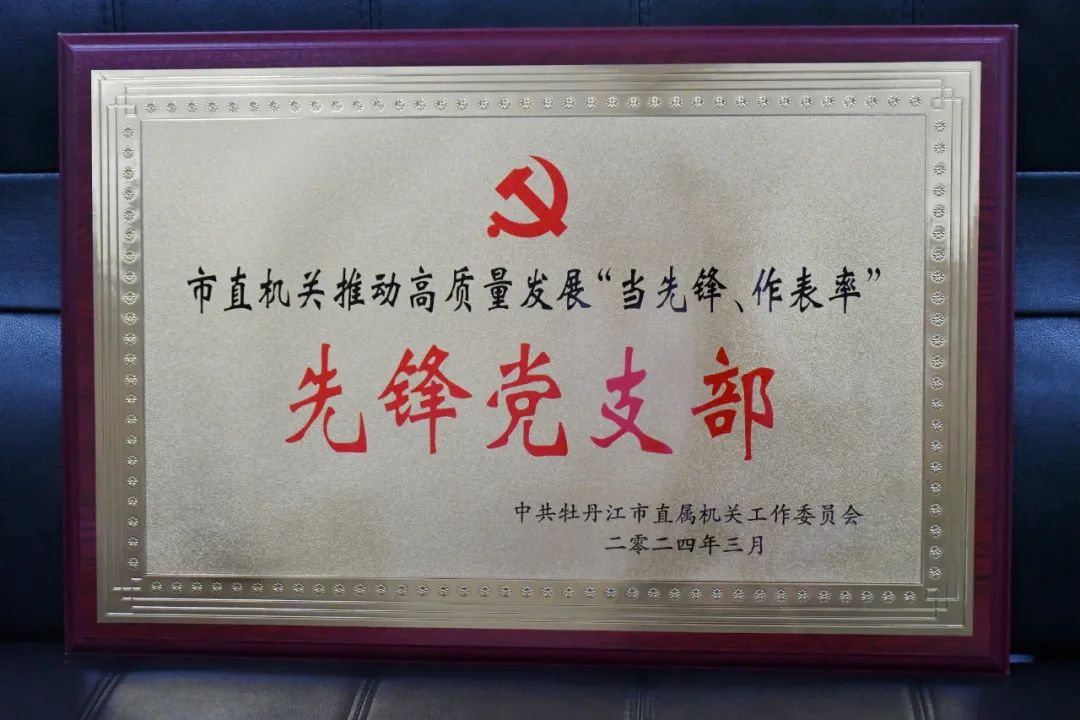 市直机关推动高质量发展“当先锋、作表率”
先锋党支部
中共牡丹江市直属机关工作委员会
二零二四年三月